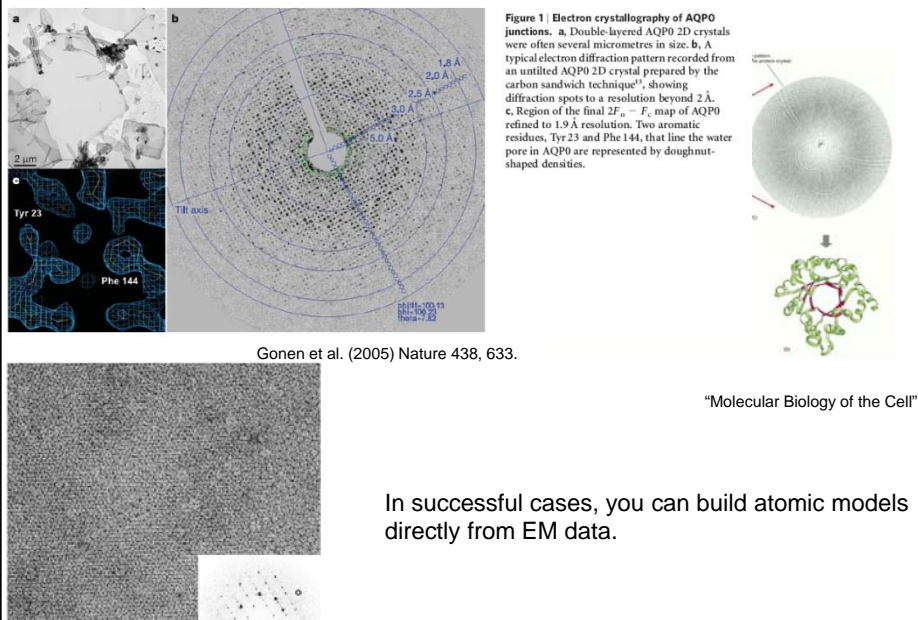 a
2 µm
b
1.8 Å
2.0 Å
2.5 Å
3.0 Å
5.0 Å
Tilt axis
c
Tyr 23
Phe 144
Figure 1 | Electron crystallography of AQP0
junctions. a, Double-layered AQP0 2D crystals
were often several micrometres in size. b, A
typical electron diffraction pattern recorded from
an untilted AQP0 2D crystal prepared by the
carbon sandwich technique¹³, showing
diffraction spots to a resolution beyond 2 Å.
c, Region of the final 2Fₒ − F꜀ map of AQP0
refined to 1.9 Å resolution. Two aromatic
residues, Tyr 23 and Phe 144, that line the water
pore in AQP0 are represented by doughnut-
shaped densities.
pattern
protein crystal
Gonen et al. (2005) Nature 438, 633.
“Molecular Biology of the Cell”
In successful cases, you can build atomic models
directly from EM data.